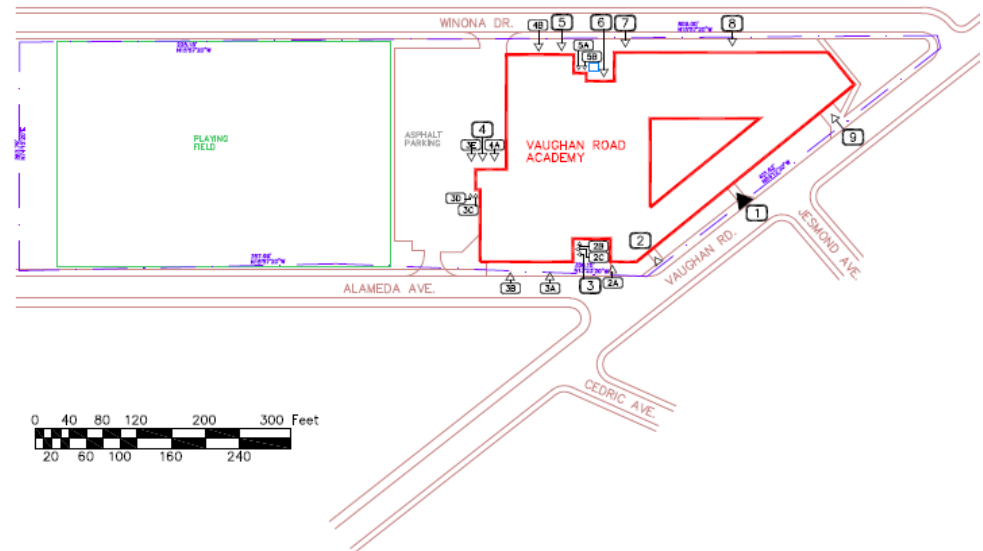 WINONA DR.
4B
5
6
7
8
5A
5B
PLAYING
FIELD
ASPHALT
PARKING
4
3E
4A
VAUGHAN ROAD
ACADEMY
9
3D
3C
1
2
2B
2C
VAUGHAN RD.
JESMOND AVE.
3B
3A
3
2A
ALAMEDA AVE.
CEDRIC AVE.
0 40 80 120 200 300 Feet
20 60 100 160 240